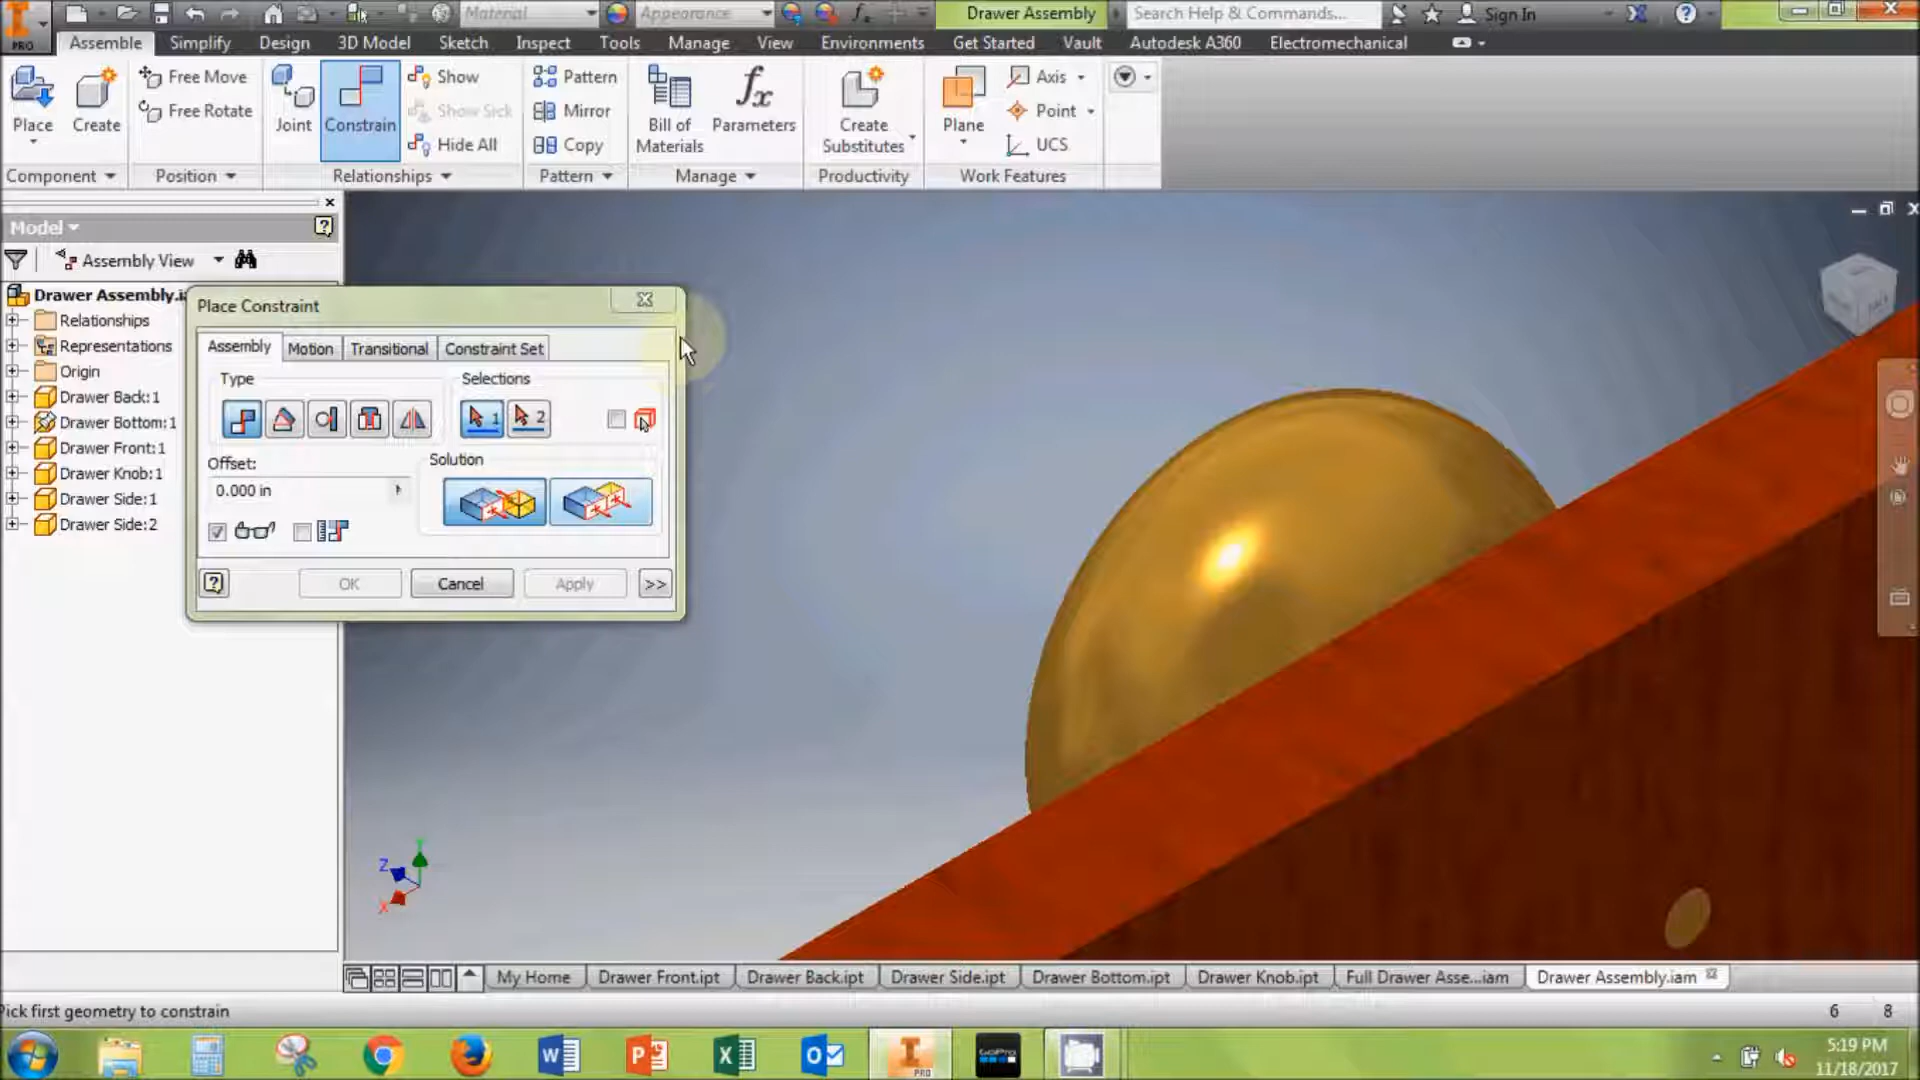 Material
Appearance
Drawer Assembly
Search Help & Commands...
Sign In
PRO
Assemble
Simplify
Design
3D Model
Sketch
Inspect
Tools
Manage
View
Environments
Get Started
Vault
Autodesk A360
Electromechanical
Place
Create
Free Move
Free Rotate
Joint
Constrain
Show
Show Sick
Hide All
Pattern
Mirror
Copy
Bill of
Materials
fx
Parameters
Create
Substitutes
Plane
Axis
Point
UCS
Component
Position
Relationships
Pattern
Manage
Productivity
Work Features
Model
Assembly View
Drawer Assembly.i
Relationships
Representations
Origin
Drawer Back:1
Drawer Bottom:1
Drawer Front:1
Drawer Knob:1
Drawer Side:1
Drawer Side:2
Place Constraint
Assembly
Motion
Transitional
Constraint Set
Type
Selections
1
2
Offset:
0.000 in
Solution
OK
Cancel
Apply
>>
Y
Z
X
My Home
Drawer Front.ipt
Drawer Back.ipt
Drawer Side.ipt
Drawer Bottom.ipt
Drawer Knob.ipt
Full Drawer Asse...iam
Drawer Assembly.iam
Pick first geometry to constrain
6
8
PRO
GoPro
5:19 PM
11/18/2017